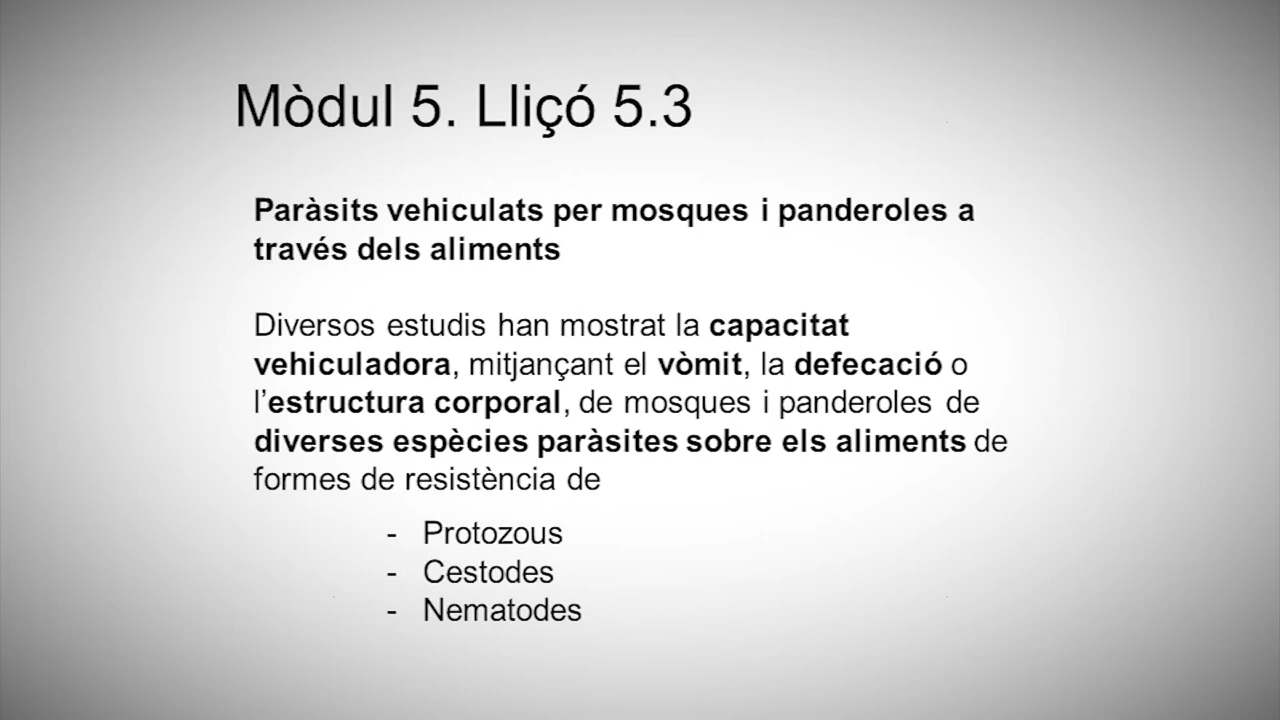 Mòdul 5. Lliçó 5.3
Paràsits vehiculats per mosques i panderoles a
través dels aliments
Diversos estudis han mostrat la capacitat
vehiculadora, mitjançant el vòmit, la defecació o
l’estructura corporal, de mosques i panderoles de
diverses espècies paràsites sobre els aliments de
formes de resistència de
- Protozous
- Cestodes
- Nematodes